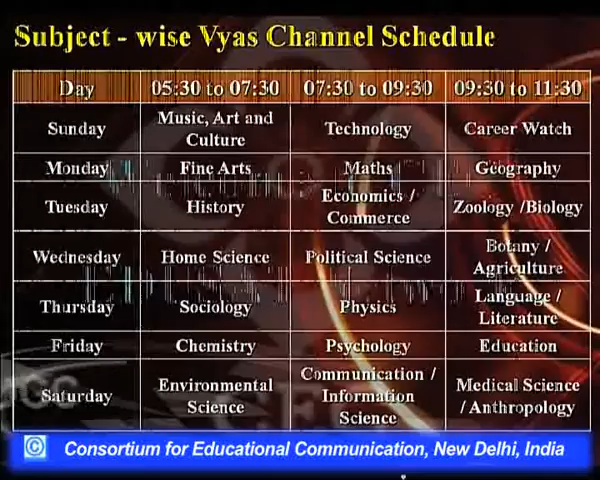 Subject - wise Vyas Channel Schedule
Day 05:30 to 07:30 07:30 to 09:30 09:30 to 11:30
Sunday Music, Art and Culture Technology Career Watch
Monday Fine Arts Maths Geography
Tuesday History Economics / Commerce Zoology /Biology
Wednesday Home Science Political Science Botany / Agriculture
Thursday Sociology Physics Language / Literature
Friday Chemistry Psychology Education
Saturday Environmental Science Communication / Information Science Medical Science / Anthropology
© Consortium for Educational Communication, New Delhi, India